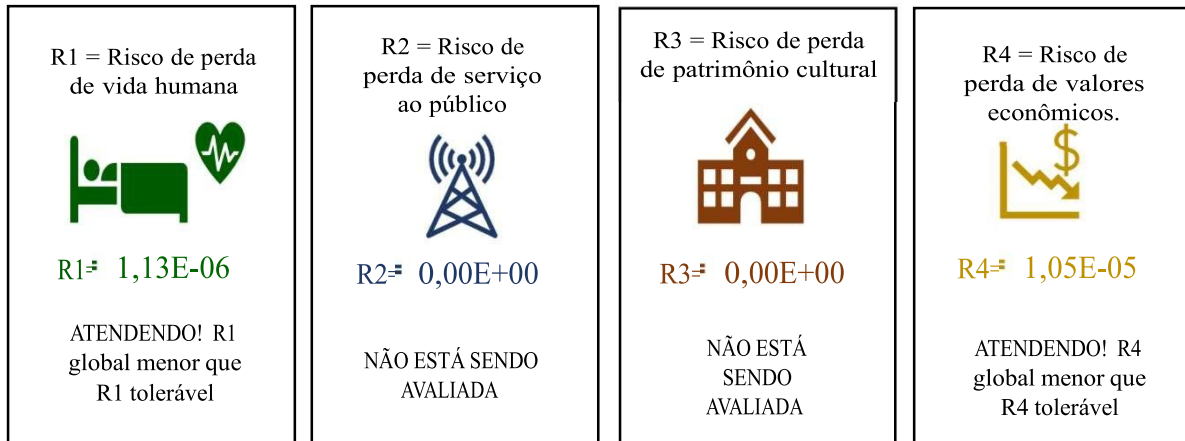 R1 = Risco de perda
de vida humana
R1= 1,13E-06
ATENDENDO! R1
global menor que
R1 tolerável
R2 = Risco de
perda de serviço
ao público
R2= 0,00E+00
NÃO ESTÁ SENDO
AVALIADA
R3 = Risco de perda
de patrimônio cultural
R3= 0,00E+00
NÃO ESTÁ
SENDO
AVALIADA
R4 = Risco de
perda de valores
econômicos.
$
R4= 1,05E-05
ATENDENDO! R4
global menor que
R4 tolerável